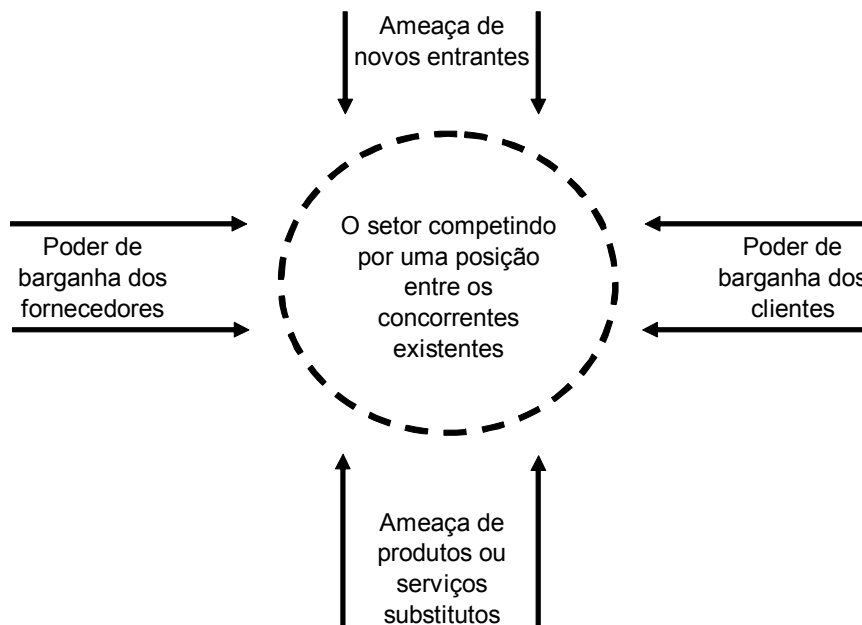 Ameaça de
novos entrantes
Poder de
barganha dos
fornecedores
O setor competindo
por uma posição
entre os
concorrentes
existentes
Poder de
barganha dos
clientes
Ameaça de
produtos ou
serviços
substitutos